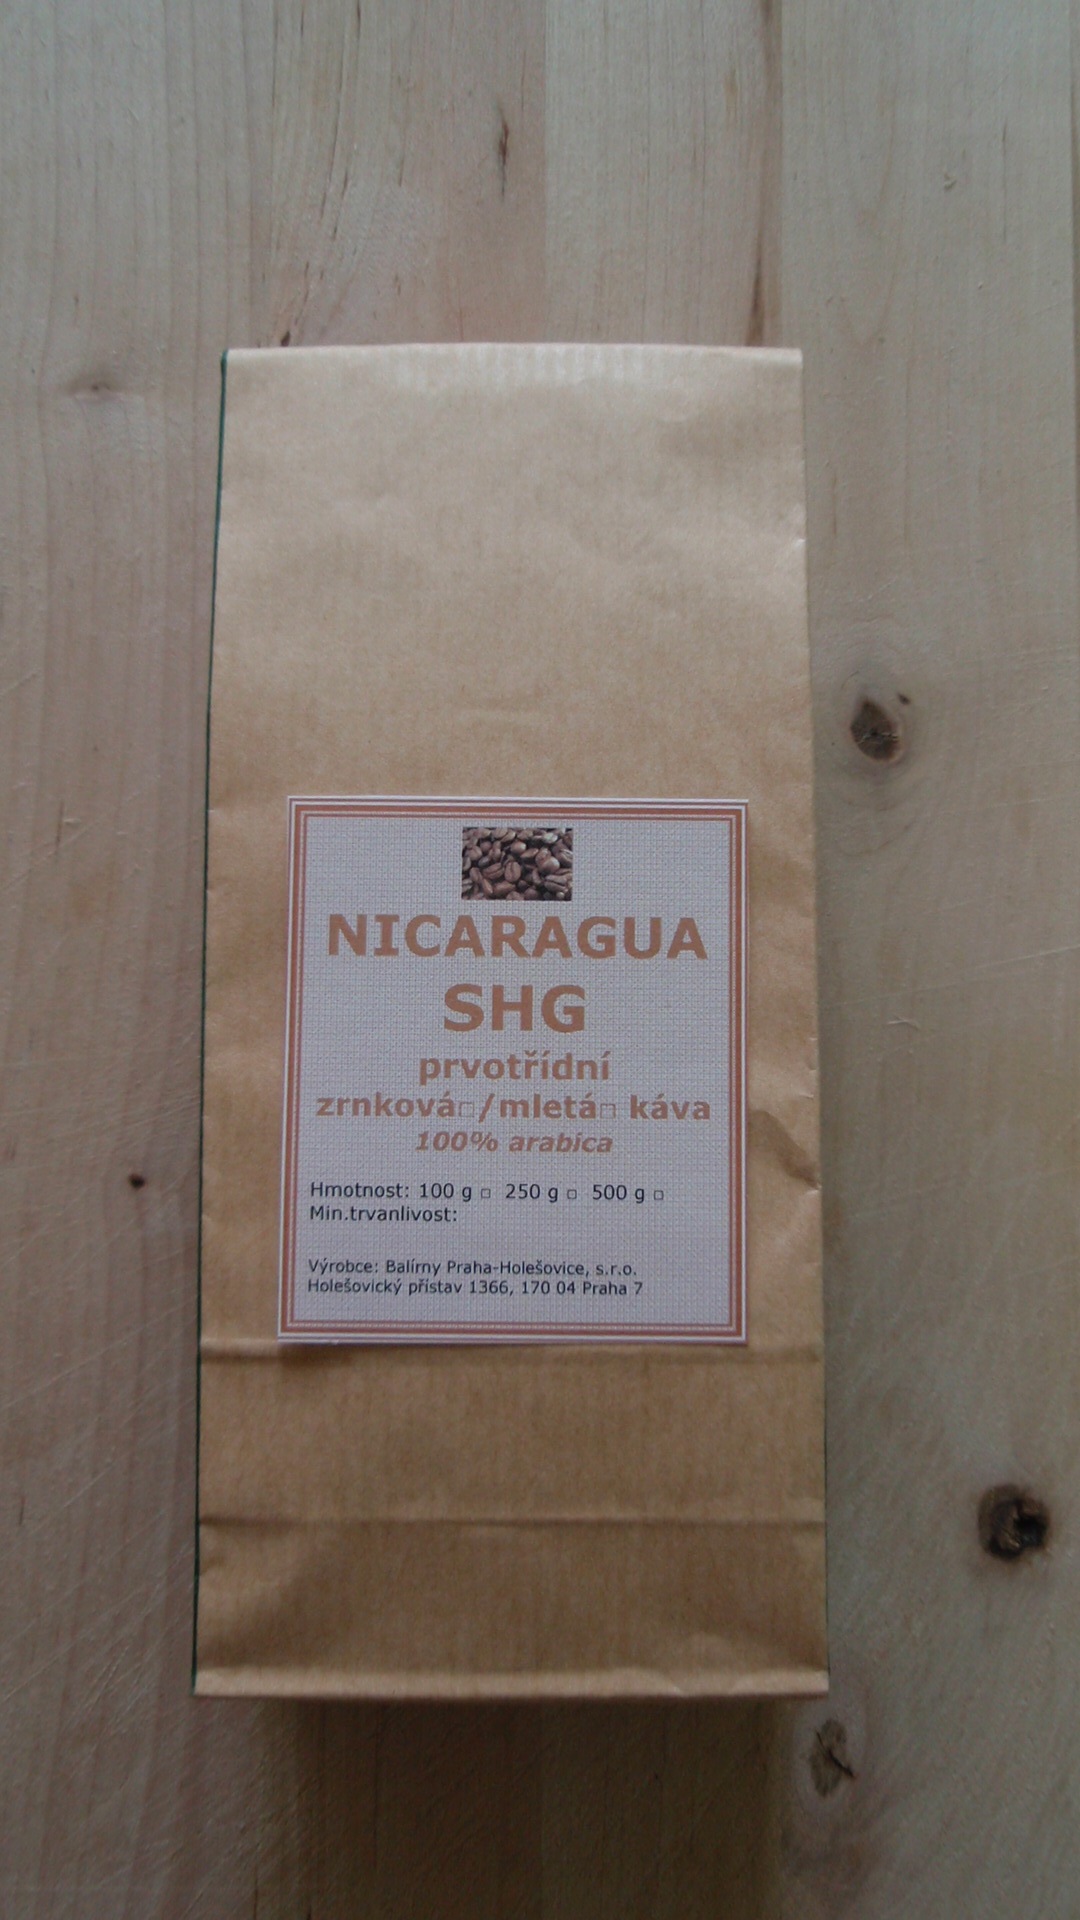 NICARAGUA
SHG
prvotřídní
zrnková□/mletá□ káva
100% arabica
Hmotnost: 100 g □ 250 g □ 500 g □
Min.trvanlivost:
Výrobce: Balírny Praha-Holešovice, s.r.o.
Holešovický přístav 1366, 170 04 Praha 7